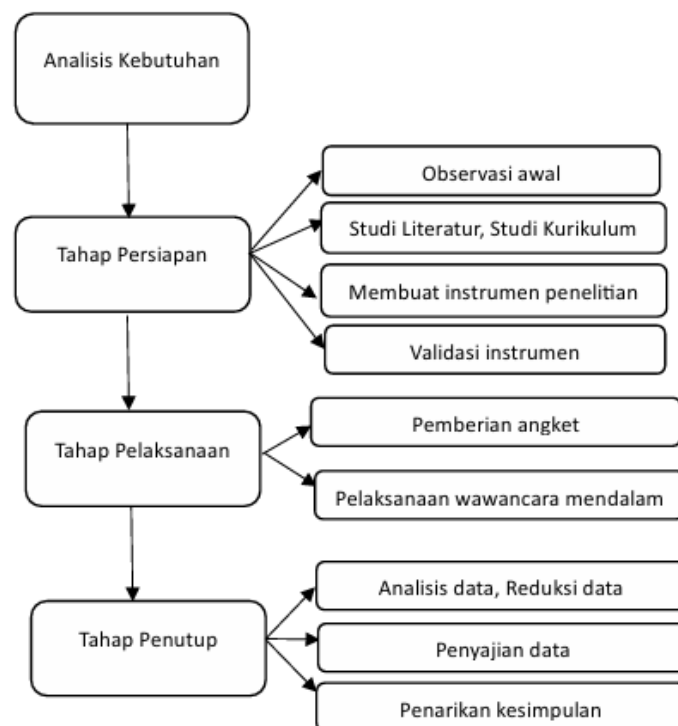 Analisis Kebutuhan
Tahap Persiapan
Observasi awal
Studi Literatur, Studi Kurikulum
Membuat instrumen penelitian
Validasi instrumen
Tahap Pelaksanaan
Pemberian angket
Pelaksanaan wawancara mendalam
Tahap Penutup
Analisis data, Reduksi data
Penyajian data
Penarikan kesimpulan